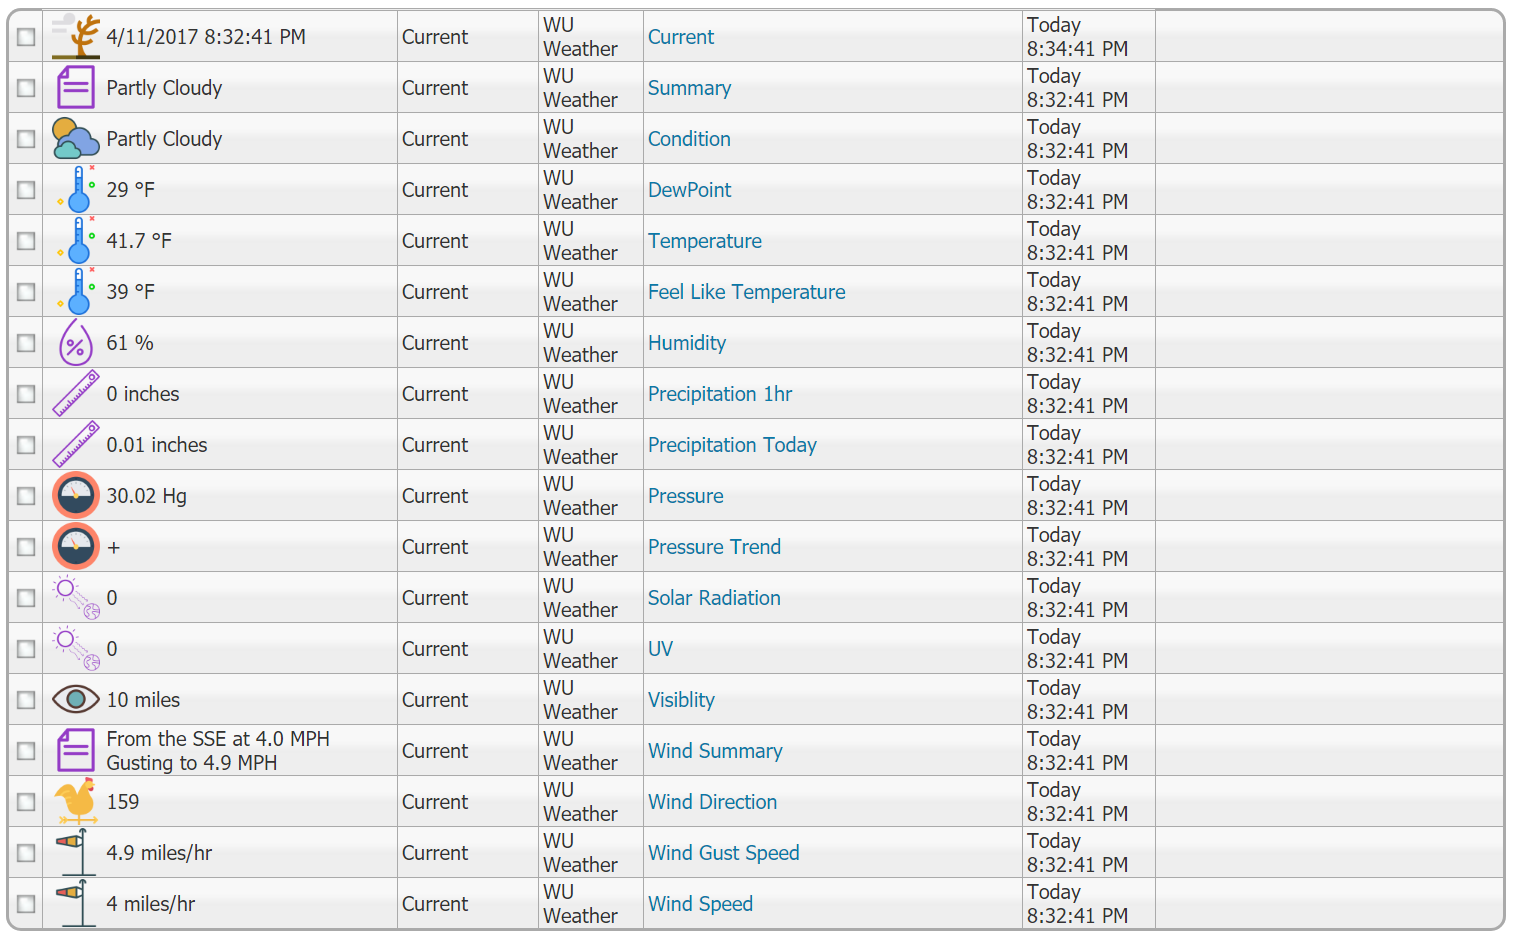 4/11/2017 8:32:41 PM Current WU Weather Current Today 8:34:41 PM
Partly Cloudy Current WU Weather Summary Today 8:32:41 PM
Partly Cloudy Current WU Weather Condition Today 8:32:41 PM
29 °F Current WU Weather DewPoint Today 8:32:41 PM
41.7 °F Current WU Weather Temperature Today 8:32:41 PM
39 °F Current WU Weather Feel Like Temperature Today 8:32:41 PM
61 % Current WU Weather Humidity Today 8:32:41 PM
0 inches Current WU Weather Precipitation 1hr Today 8:32:41 PM
0.01 inches Current WU Weather Precipitation Today Today 8:32:41 PM
30.02 Hg Current WU Weather Pressure Today 8:32:41 PM
+ Current WU Weather Pressure Trend Today 8:32:41 PM
0 Current WU Weather Solar Radiation Today 8:32:41 PM
0 Current WU Weather UV Today 8:32:41 PM
10 miles Current WU Weather Visiblity Today 8:32:41 PM
From the SSE at 4.0 MPH Gusting to 4.9 MPH Current WU Weather Wind Summary Today 8:32:41 PM
159 Current WU Weather Wind Direction Today 8:32:41 PM
4.9 miles/hr Current WU Weather Wind Gust Speed Today 8:32:41 PM
4 miles/hr Current WU Weather Wind Speed Today 8:32:41 PM